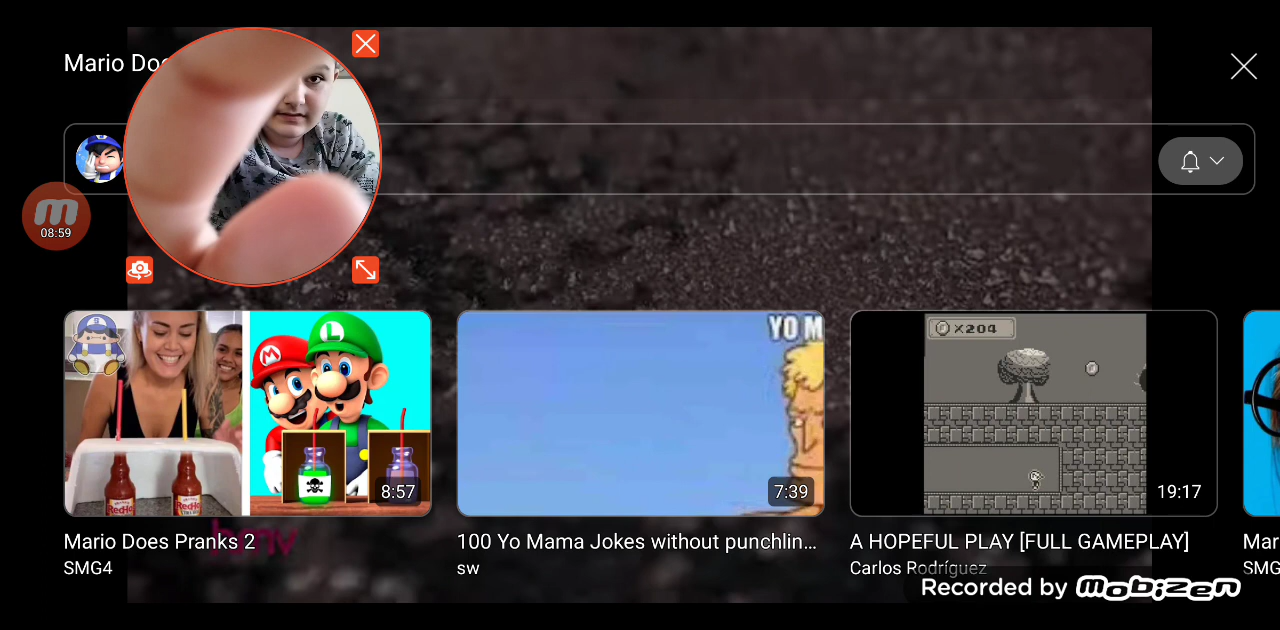 Mario Do
08:59
YO M
X204
8:57
7:39
19:17
Mario Does Pranks 2
100 Yo Mama Jokes without punchlin...
A HOPEFUL PLAY [FULL GAMEPLAY]
Mar
SMG4
sw
Carlos Rodríguez
SMG
Recorded by mobizen